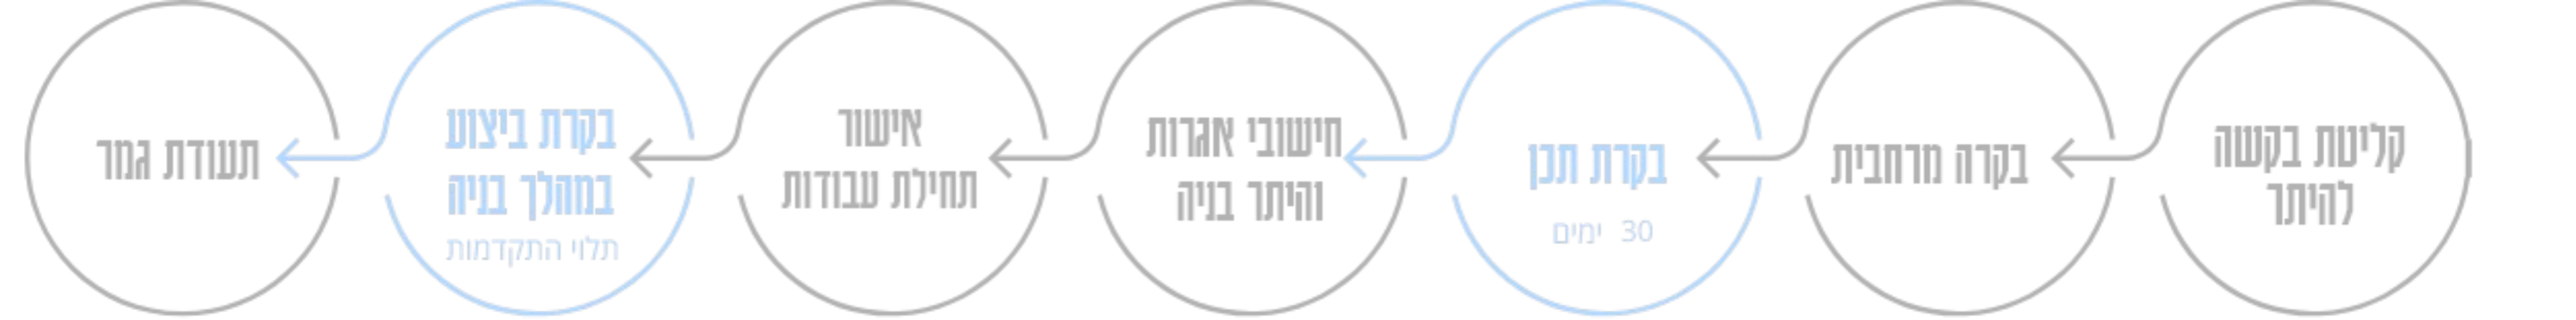 קליטת בקשה
להיתר
בקרה מרחבית
בקרת תכן
30 ימים
חישובי אגרות
והיתר בניה
אישור
תחילת עבודות
בקרת ביצוע
במהלך בניה
תלוי התקדמות
תעודת גמר